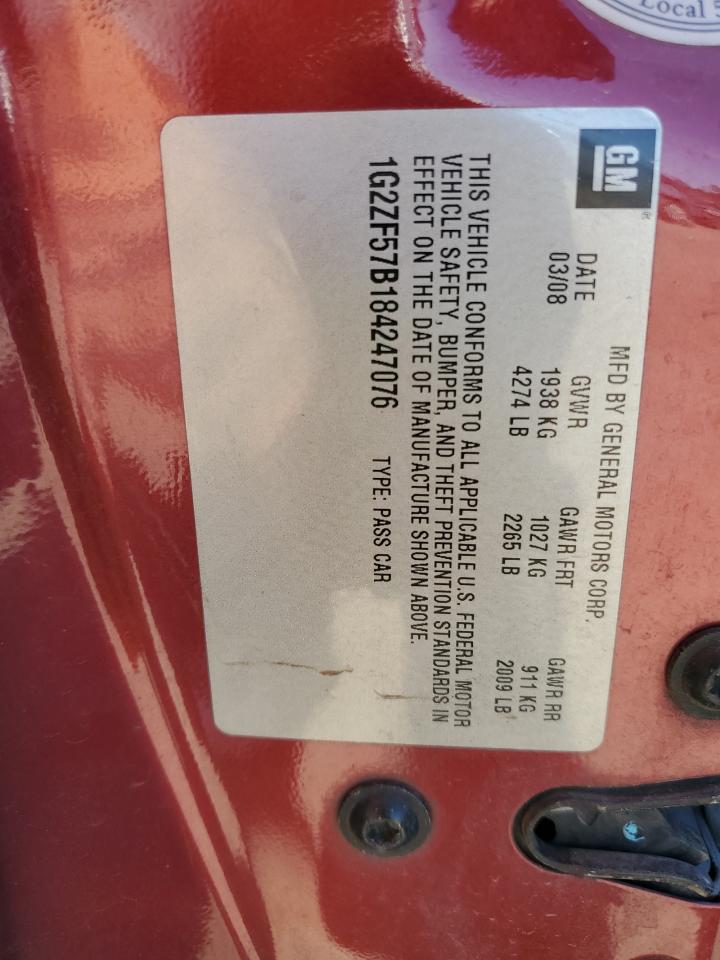 Local 5
GM
MFD BY GENERAL MOTORS CORP.
DATE GVWR GAWR FRT GAWR RR
03/08 1938 KG 1027 KG 911 KG
4274 LB 2265 LB 2009 LB
THIS VEHICLE CONFORMS TO ALL APPLICABLE U.S. FEDERAL MOTOR
VEHICLE SAFETY, BUMPER, AND THEFT PREVENTION STANDARDS IN
EFFECT ON THE DATE OF MANUFACTURE SHOWN ABOVE.
1G2ZF57B184247076 TYPE: PASS CAR